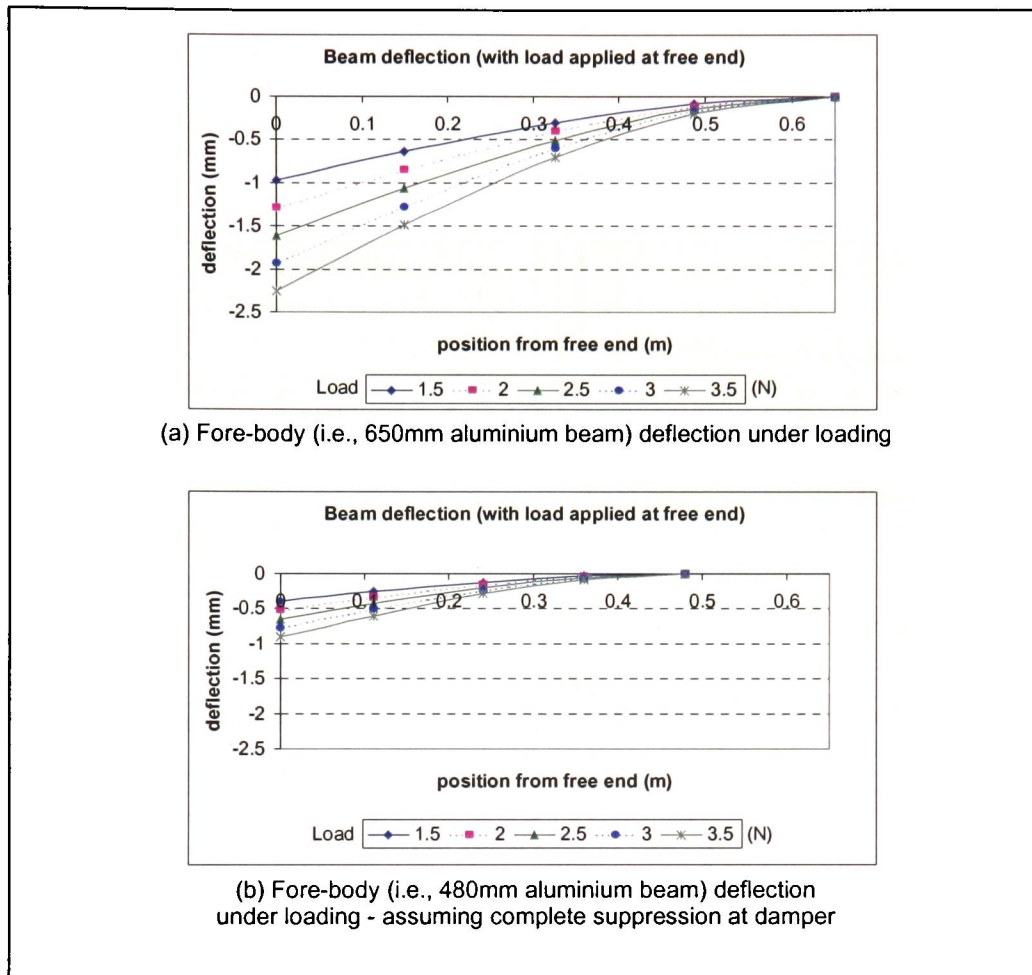 Beam deflection (with load applied at free end)
0
0 0.1 0.2 0.3 0.4 0.5 0.6
-0.5
-1
-1.5
-2
-2.5
deflection (mm)
position from free end (m)
Load 1.5 2 2.5 3 3.5 (N)
(a) Fore-body (i.e., 650mm aluminium beam) deflection under loading
Beam deflection (with load applied at free end)
0
0 0.1 0.2 0.3 0.4 0.5 0.6
-0.5
-1
-1.5
-2
-2.5
deflection (mm)
position from free end (m)
Load 1.5 2 2.5 3 3.5 (N)
(b) Fore-body (i.e., 480mm aluminium beam) deflection
under loading - assuming complete suppression at damper